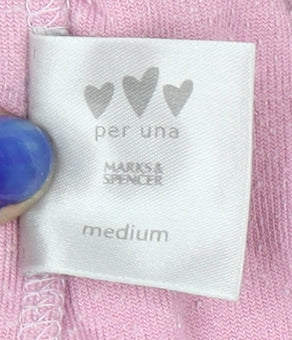 per una
MARKS &
SPENCER
medium